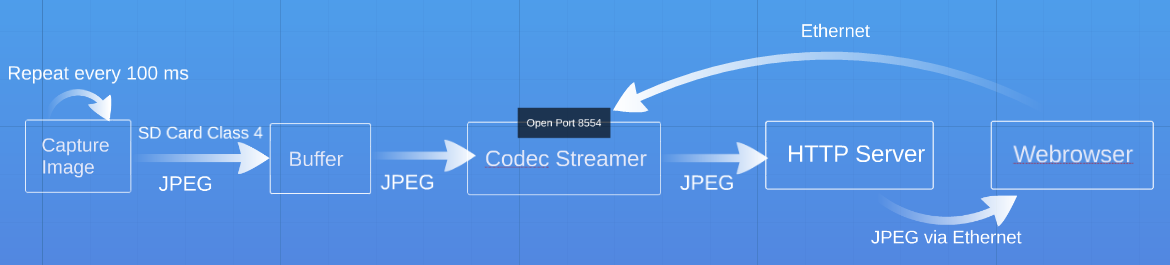 Ethernet
Repeat every 100 ms
Open Port 8554
SD Card Class 4
Capture
Image
Buffer
Codec Streamer
HTTP Server
Webrowser
JPEG
JPEG
JPEG
JPEG via Ethernet